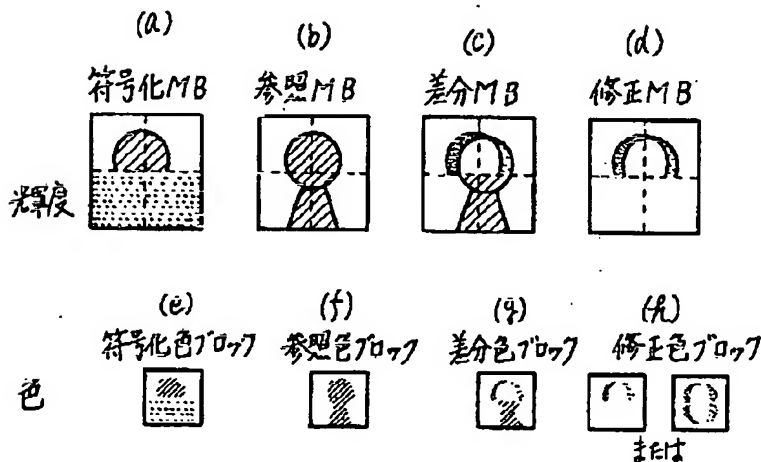 (a) (b) (c) (d)
符号化MB 参照MB 差分MB 修正MB
輝度
(e) (f) (g) (h)
符号化色ブロック 参照色ブロック 差分色ブロック 修正色ブロック
色
または